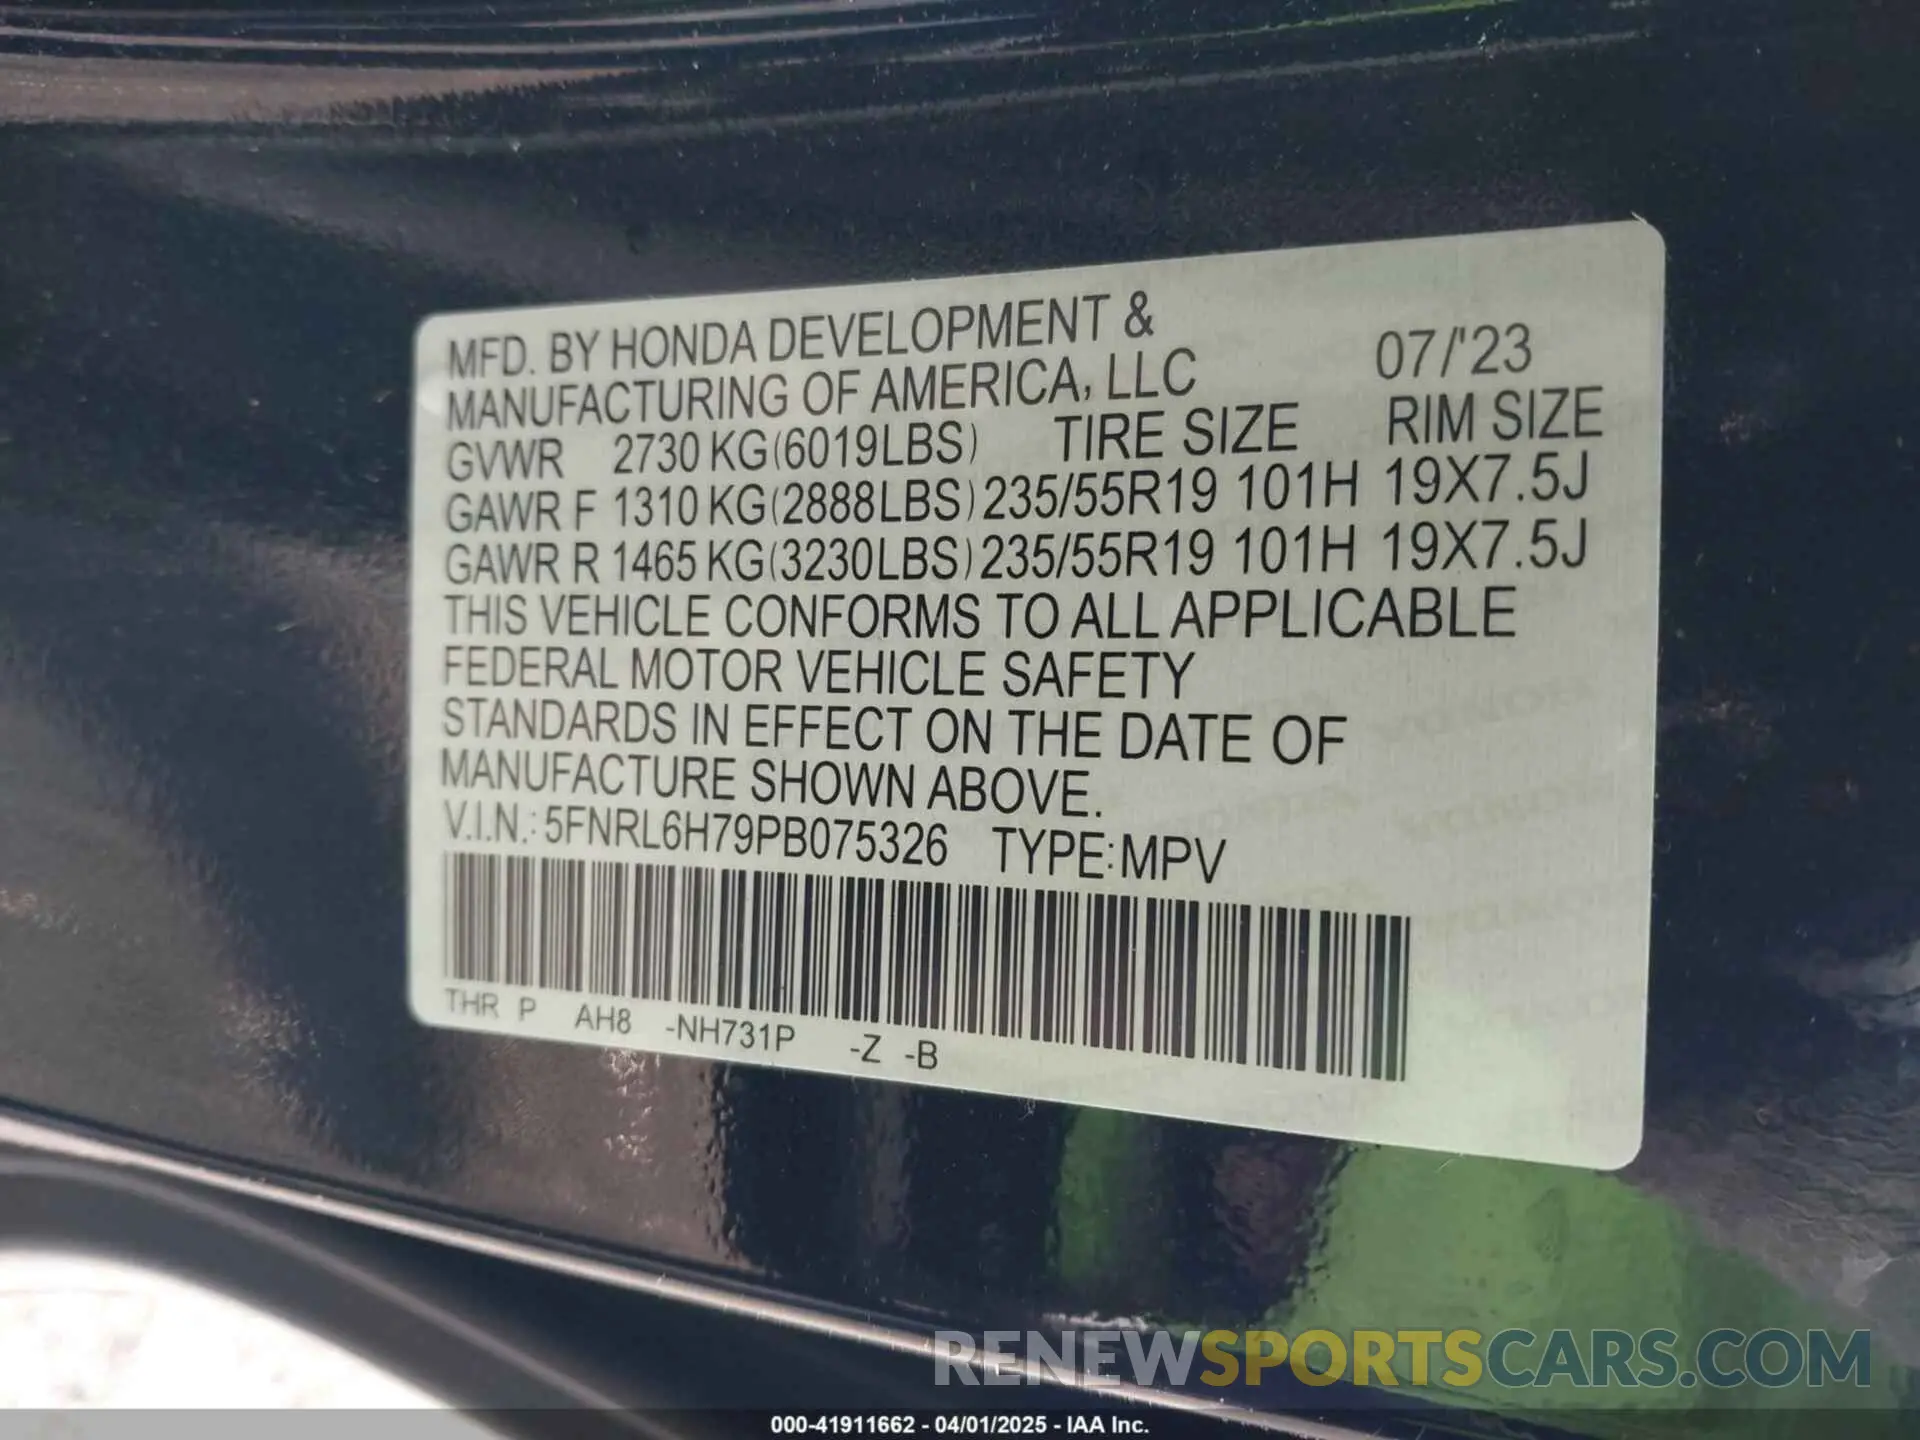 MFD. BY HONDA DEVELOPMENT &
MANUFACTURING OF AMERICA, LLC 07/'23
GVWR 2730 KG (6019LBS) TIRE SIZE RIM SIZE
GAWR F 1310 KG (2888LBS) 235/55R19 101H 19X7.5J
GAWR R 1465 KG (3230LBS) 235/55R19 101H 19X7.5J
THIS VEHICLE CONFORMS TO ALL APPLICABLE
FEDERAL MOTOR VEHICLE SAFETY
STANDARDS IN EFFECT ON THE DATE OF
MANUFACTURE SHOWN ABOVE.
V.I.N.: 5FNRL6H79PB075326 TYPE: MPV
THR P AH8 -NH731P -Z -B
RENEWSPORTSCARS.COM
000-41911662 - 04/01/2025 - IAA Inc.